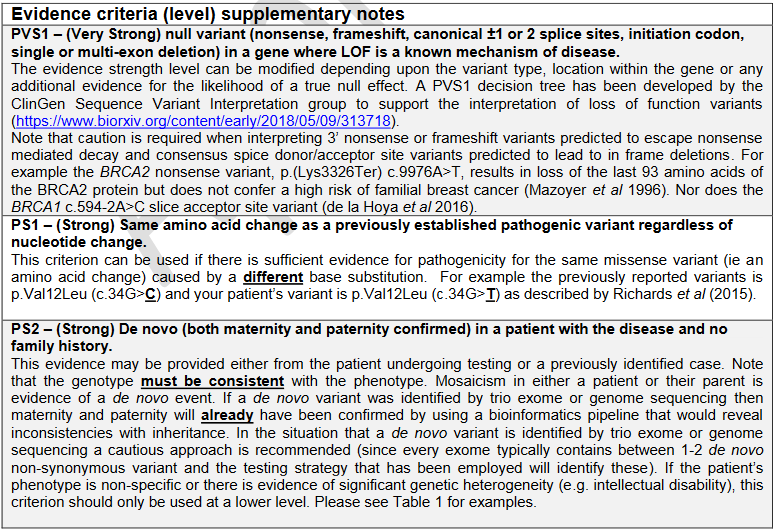 Evidence criteria (level) supplementary notes
PVS1 – (Very Strong) null variant (nonsense, frameshift, canonical ±1 or 2 splice sites, initiation codon,
single or multi-exon deletion) in a gene where LOF is a known mechanism of disease.
The evidence strength level can be modified depending upon the variant type, location within the gene or any
additional evidence for the likelihood of a true null effect. A PVS1 decision tree has been developed by the
ClinGen Sequence Variant Interpretation group to support the interpretation of loss of function variants
(https://www.biorxiv.org/content/early/2018/05/09/313718).
Note that caution is required when interpreting 3’ nonsense or frameshift variants predicted to escape nonsense
mediated decay and consensus spice donor/acceptor site variants predicted to lead to in frame deletions. For
example the BRCA2 nonsense variant, p.(Lys3326Ter) c.9976A>T, results in loss of the last 93 amino acids of
the BRCA2 protein but does not confer a high risk of familial breast cancer (Mazoyer et al 1996). Nor does the
BRCA1 c.594-2A>C slice acceptor site variant (de la Hoya et al 2016).
PS1 – (Strong) Same amino acid change as a previously established pathogenic variant regardless of
nucleotide change.
This criterion can be used if there is sufficient evidence for pathogenicity for the same missense variant (ie an
amino acid change) caused by a different base substitution. For example the previously reported variants is
p.Val12Leu (c.34G>C) and your patient’s variant is p.Val12Leu (c.34G>T) as described by Richards et al (2015).
PS2 – (Strong) De novo (both maternity and paternity confirmed) in a patient with the disease and no
family history.
This evidence may be provided either from the patient undergoing testing or a previously identified case. Note
that the genotype must be consistent with the phenotype. Mosaicism in either a patient or their parent is
evidence of a de novo event. If a de novo variant was identified by trio exome or genome sequencing then
maternity and paternity will already have been confirmed by using a bioinformatics pipeline that would reveal
inconsistencies with inheritance. In the situation that a de novo variant is identified by trio exome or genome
sequencing a cautious approach is recommended (since every exome typically contains between 1-2 de novo
non-synonymous variant and the testing strategy that has been employed will identify these). If the patient’s
phenotype is non-specific or there is evidence of significant genetic heterogeneity (e.g. intellectual disability), this
criterion should only be used at a lower level. Please see Table 1 for examples.